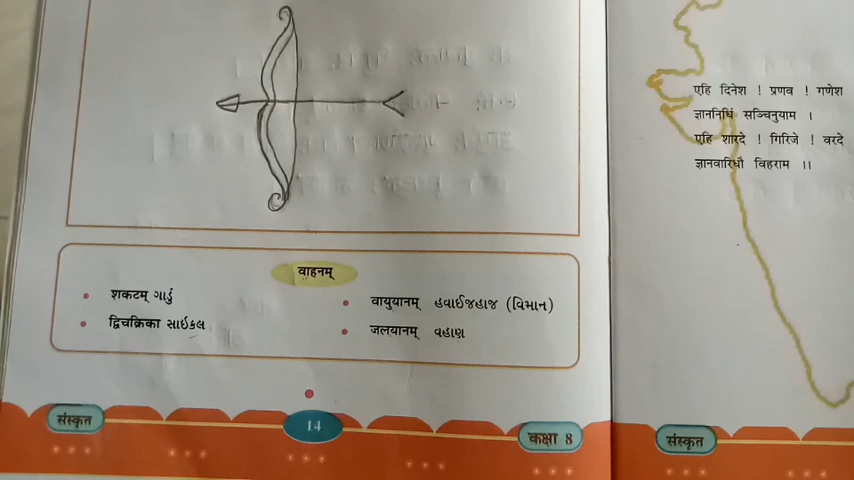 वाहनम्
शकटम् ગાડું
द्विचक्रिका સાઇકલ
वायुयानम् હવાઈજહાજ (વિમાન)
जलयानम् વહાણ
संस्कृत
14
कक्षा 8
एहि दिनेश ! प्रणव ! गणेश
ज्ञाननिधिं सञ्चिनुयाम ।
एहि शारदे ! गिरिजे ! वरदे
ज्ञानवारिधौ विहराम ।।
संस्कृत